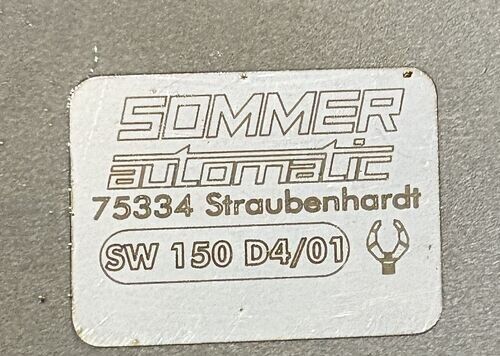 SOMMER
automatic
75334 Straubenhardt
SW 150 D4/01